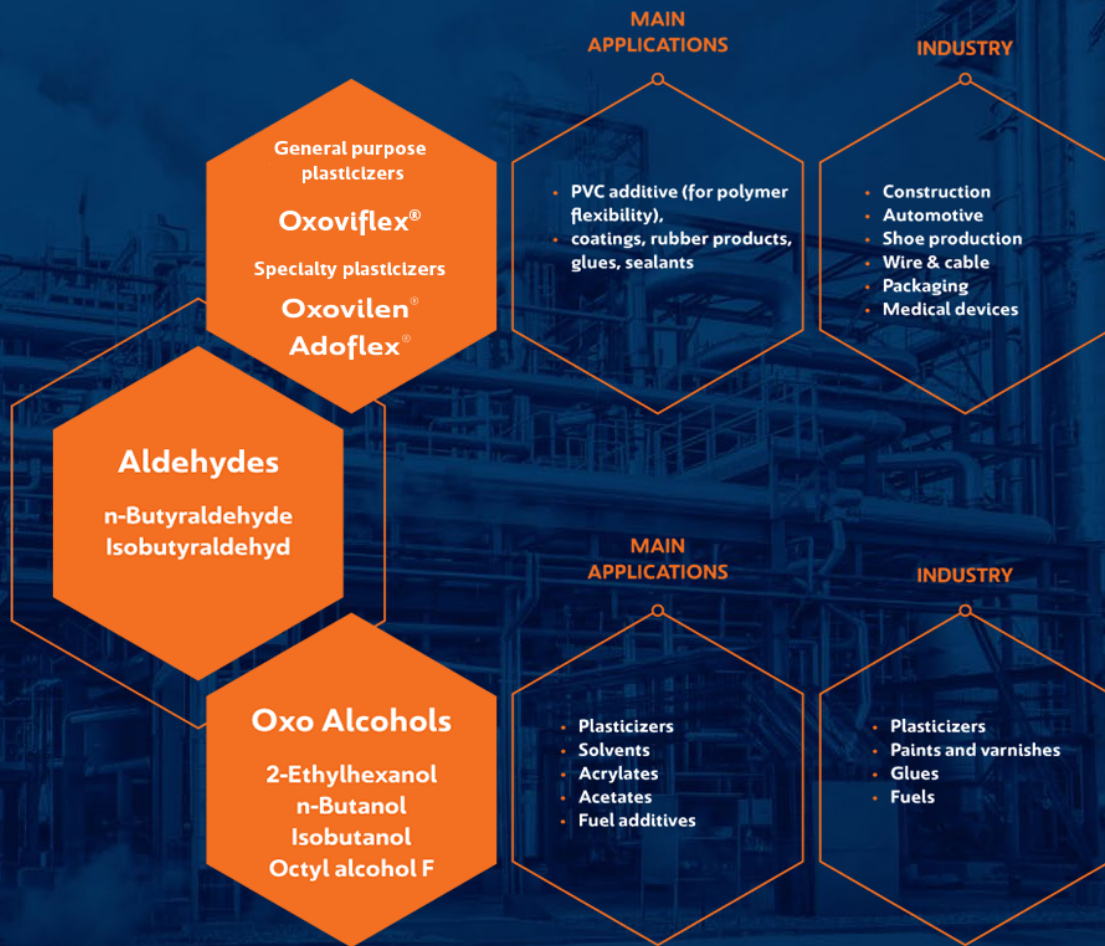 MAIN
APPLICATIONS
INDUSTRY
General purpose
plasticizers
Oxoviflex®
Specialty plasticizers
Oxovilen®
Adoflex®
• PVC additive (for polymer
flexibility),
• coatings, rubber products,
glues, sealants
• Construction
• Automotive
• Shoe production
• Wire & cable
• Packaging
• Medical devices
Aldehydes
n-Butyraldehyde
Isobutyraldehyd
MAIN
APPLICATIONS
INDUSTRY
Oxo Alcohols
2-Ethylhexanol
n-Butanol
Isobutanol
Octyl alcohol F
• Plasticizers
• Solvents
• Acrylates
• Acetates
• Fuel additives
• Plasticizers
• Paints and varnishes
• Glues
• Fuels